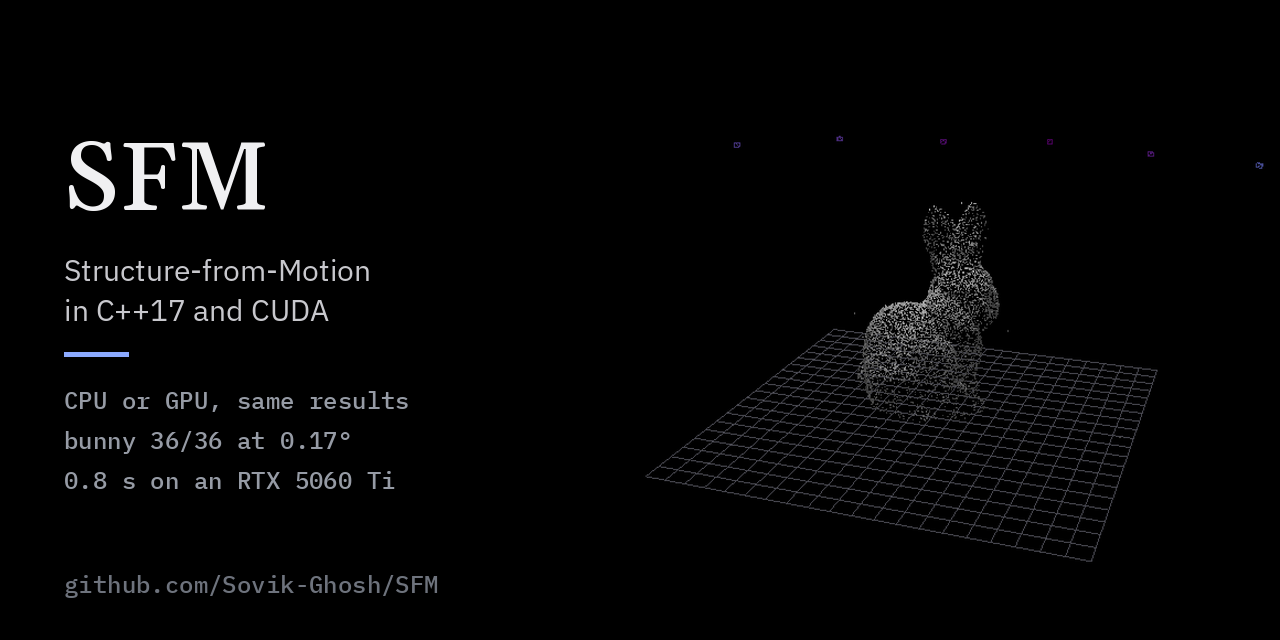 SFM
Structure-from-Motion
in C++17 and CUDA
CPU or GPU, same results
bunny 36/36 at 0.17°
0.8 s on an RTX 5060 Ti
github.com/Sovik-Ghosh/SFM